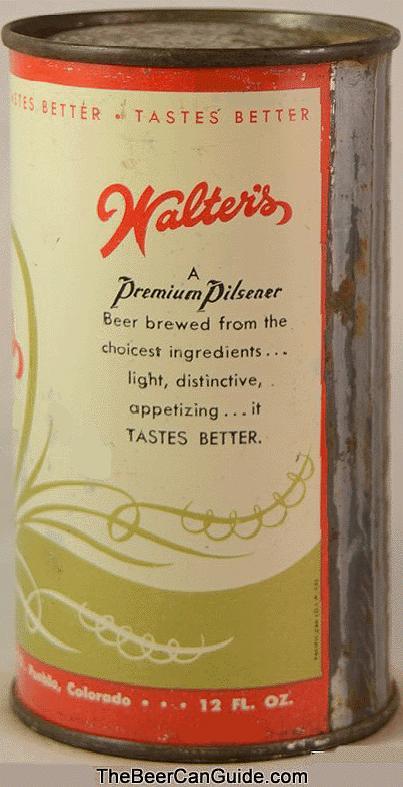 TASTES BETTER • TASTES BETTER
Walter's
A
Premium Pilsener
Beer brewed from the
choicest ingredients...
light, distinctive,
appetizing...it
TASTES BETTER.
Pueblo, Colorado • • • 12 FL. OZ.
TheBeerCanGuide.com